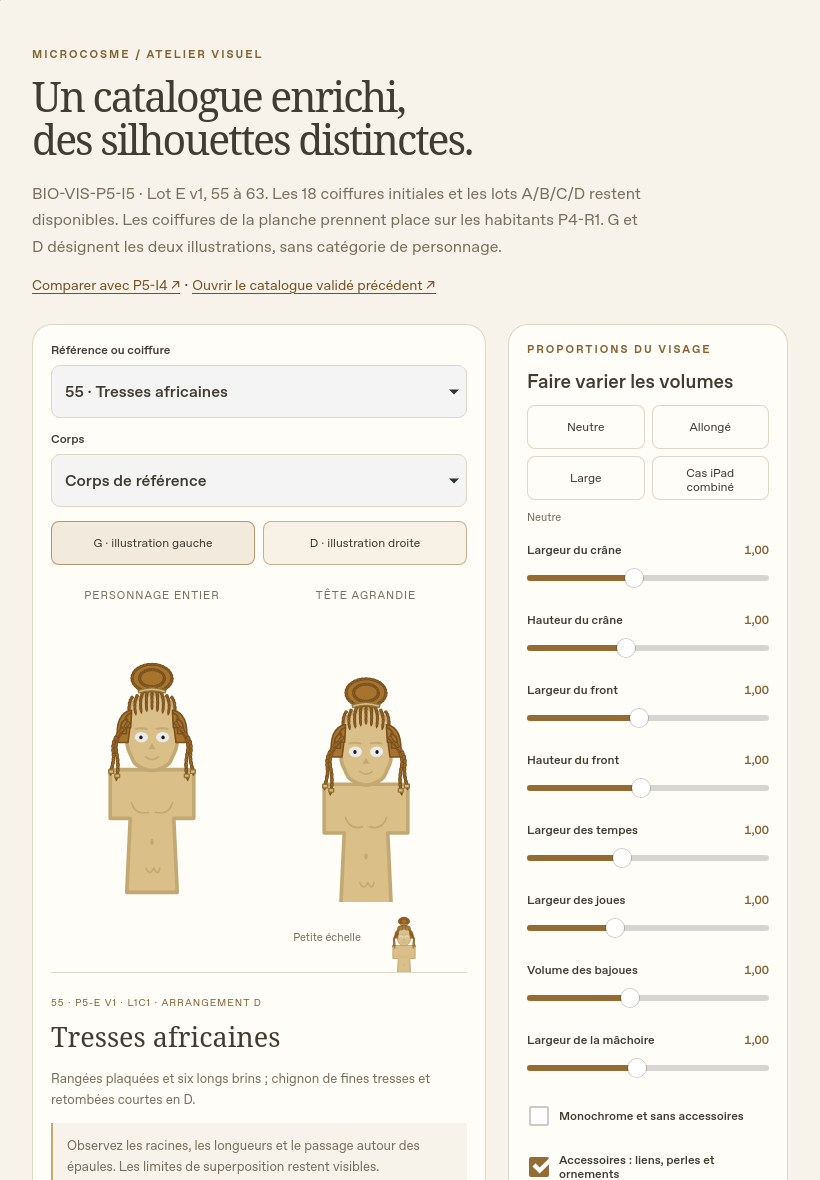 MICROCOSME / ATELIER VISUEL
Un catalogue enrichi,
des silhouettes distinctes.
BIO-VIS-P5-I5 · Lot E v1, 55 à 63. Les 18 coiffures initiales et les lots A/B/C/D restent
disponibles. Les coiffures de la planche prennent place sur les habitants P4-R1. G et
D désignent les deux illustrations, sans catégorie de personnage.
Comparer avec P5-I4 ↗ · Ouvrir le catalogue validé précédent ↗
Référence ou coiffure
55 · Tresses africaines
Corps
Corps de référence
G · illustration gauche
D · illustration droite
PERSONNAGE ENTIER
TÊTE AGRANDIE
Petite échelle
55 · P5-E V1 · L1C1 · ARRANGEMENT D
Tresses africaines
Rangées plaquées et six longs brins ; chignon de fines tresses et
retombées courtes en D.
Observez les racines, les longueurs et le passage autour des
épaules. Les limites de superposition restent visibles.
PROPORTIONS DU VISAGE
Faire varier les volumes
Neutre
Allongé
Large
Cas iPad
combiné
Neutre
Largeur du crâne 1,00
Hauteur du crâne 1,00
Largeur du front 1,00
Hauteur du front 1,00
Largeur des tempes 1,00
Largeur des joues 1,00
Volume des bajoues 1,00
Largeur de la mâchoire 1,00
Monochrome et sans accessoires
Accessoires : liens, perles et
ornements